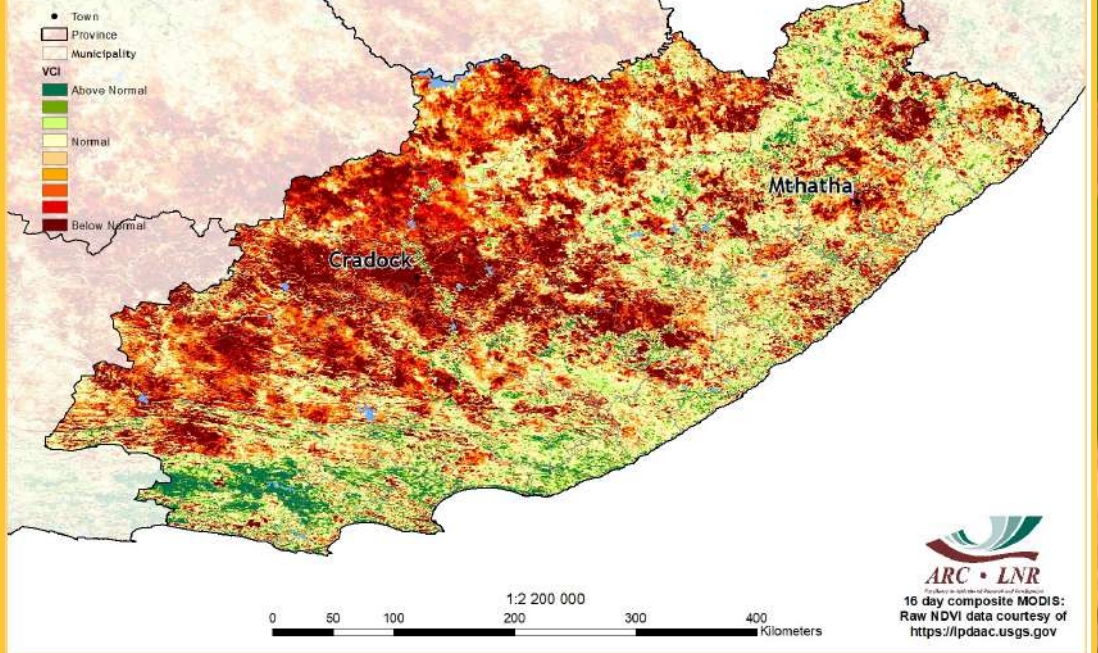 Town
Province
Municipality
VCI
Above Normal
Normal
Below Normal
Mthatha
Cradock
ARC • LNR
1:2 200 000
0 50 100 200 300 400
Kilometers
16 day composite MODIS:
Raw NDVI data courtesy of
https://lpdaac.usgs.gov